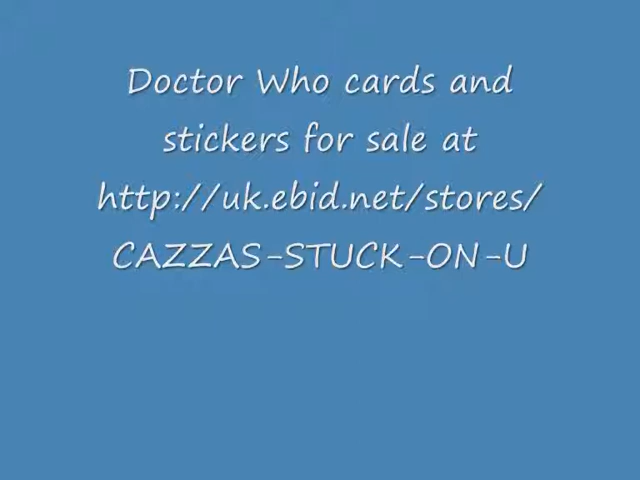 Doctor Who cards and
stickers for sale at
http://uk.ebid.net/stores/
CAZZAS-STUCK-ON-U